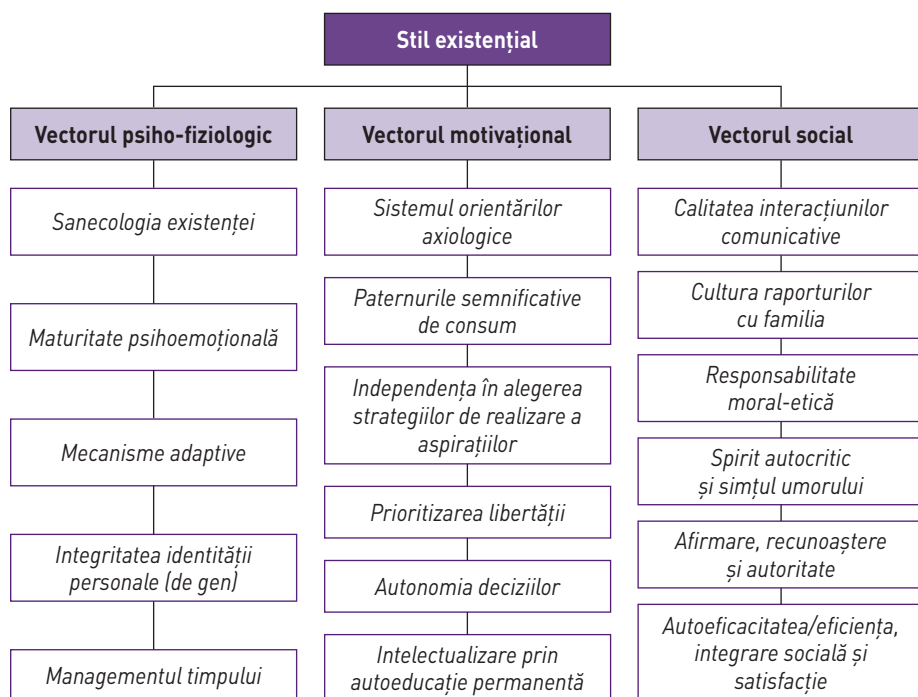 Stil existențial
Vectorul psiho-fiziologic
Sanecologia existenței
Maturitate psihoemoțională
Mecanisme adaptive
Integritatea identității
personale (de gen)
Managementul timpului
Vectorul motivațional
Sistemul orientărilor
axiologice
Paternurile semnificative
de consum
Independența în alegerea
strategiilor de realizare a
aspirațiilor
Prioritizarea libertății
Autonomia deciziilor
Intelectualizare prin
autoeducație permanentă
Vectorul social
Calitatea interacțiunilor
comunicative
Cultura raporturilor
cu familia
Responsabilitate
moral-etică
Spirit autocritic
și simțul umorului
Afirmare, recunoaștere
și autoritate
Autoeficacitatea/eficiența,
integrare socială și
satisfacție